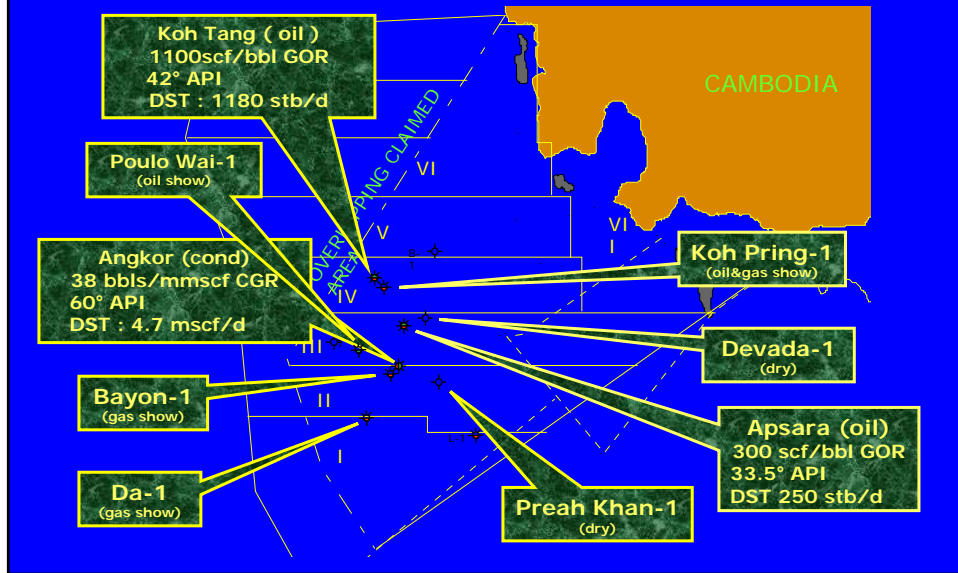 Koh Tang ( oil )
1100scf/bbl GOR
42° API
DST : 1180 stb/d
CAMBODIA
OVERLAPPING CLAIMED
AREA
Poulo Wai-1
(oil show)
VI
V
VI
I
Koh Pring-1
(oil&gas show)
Angkor (cond)
38 bbls/mmscf CGR
60° API
DST : 4.7 mscf/d
IV
III
Devada-1
(dry)
Bayon-1
(gas show)
II
Apsara (oil)
300 scf/bbl GOR
33.5° API
DST 250 stb/d
I
Da-1
(gas show)
Preah Khan-1
(dry)